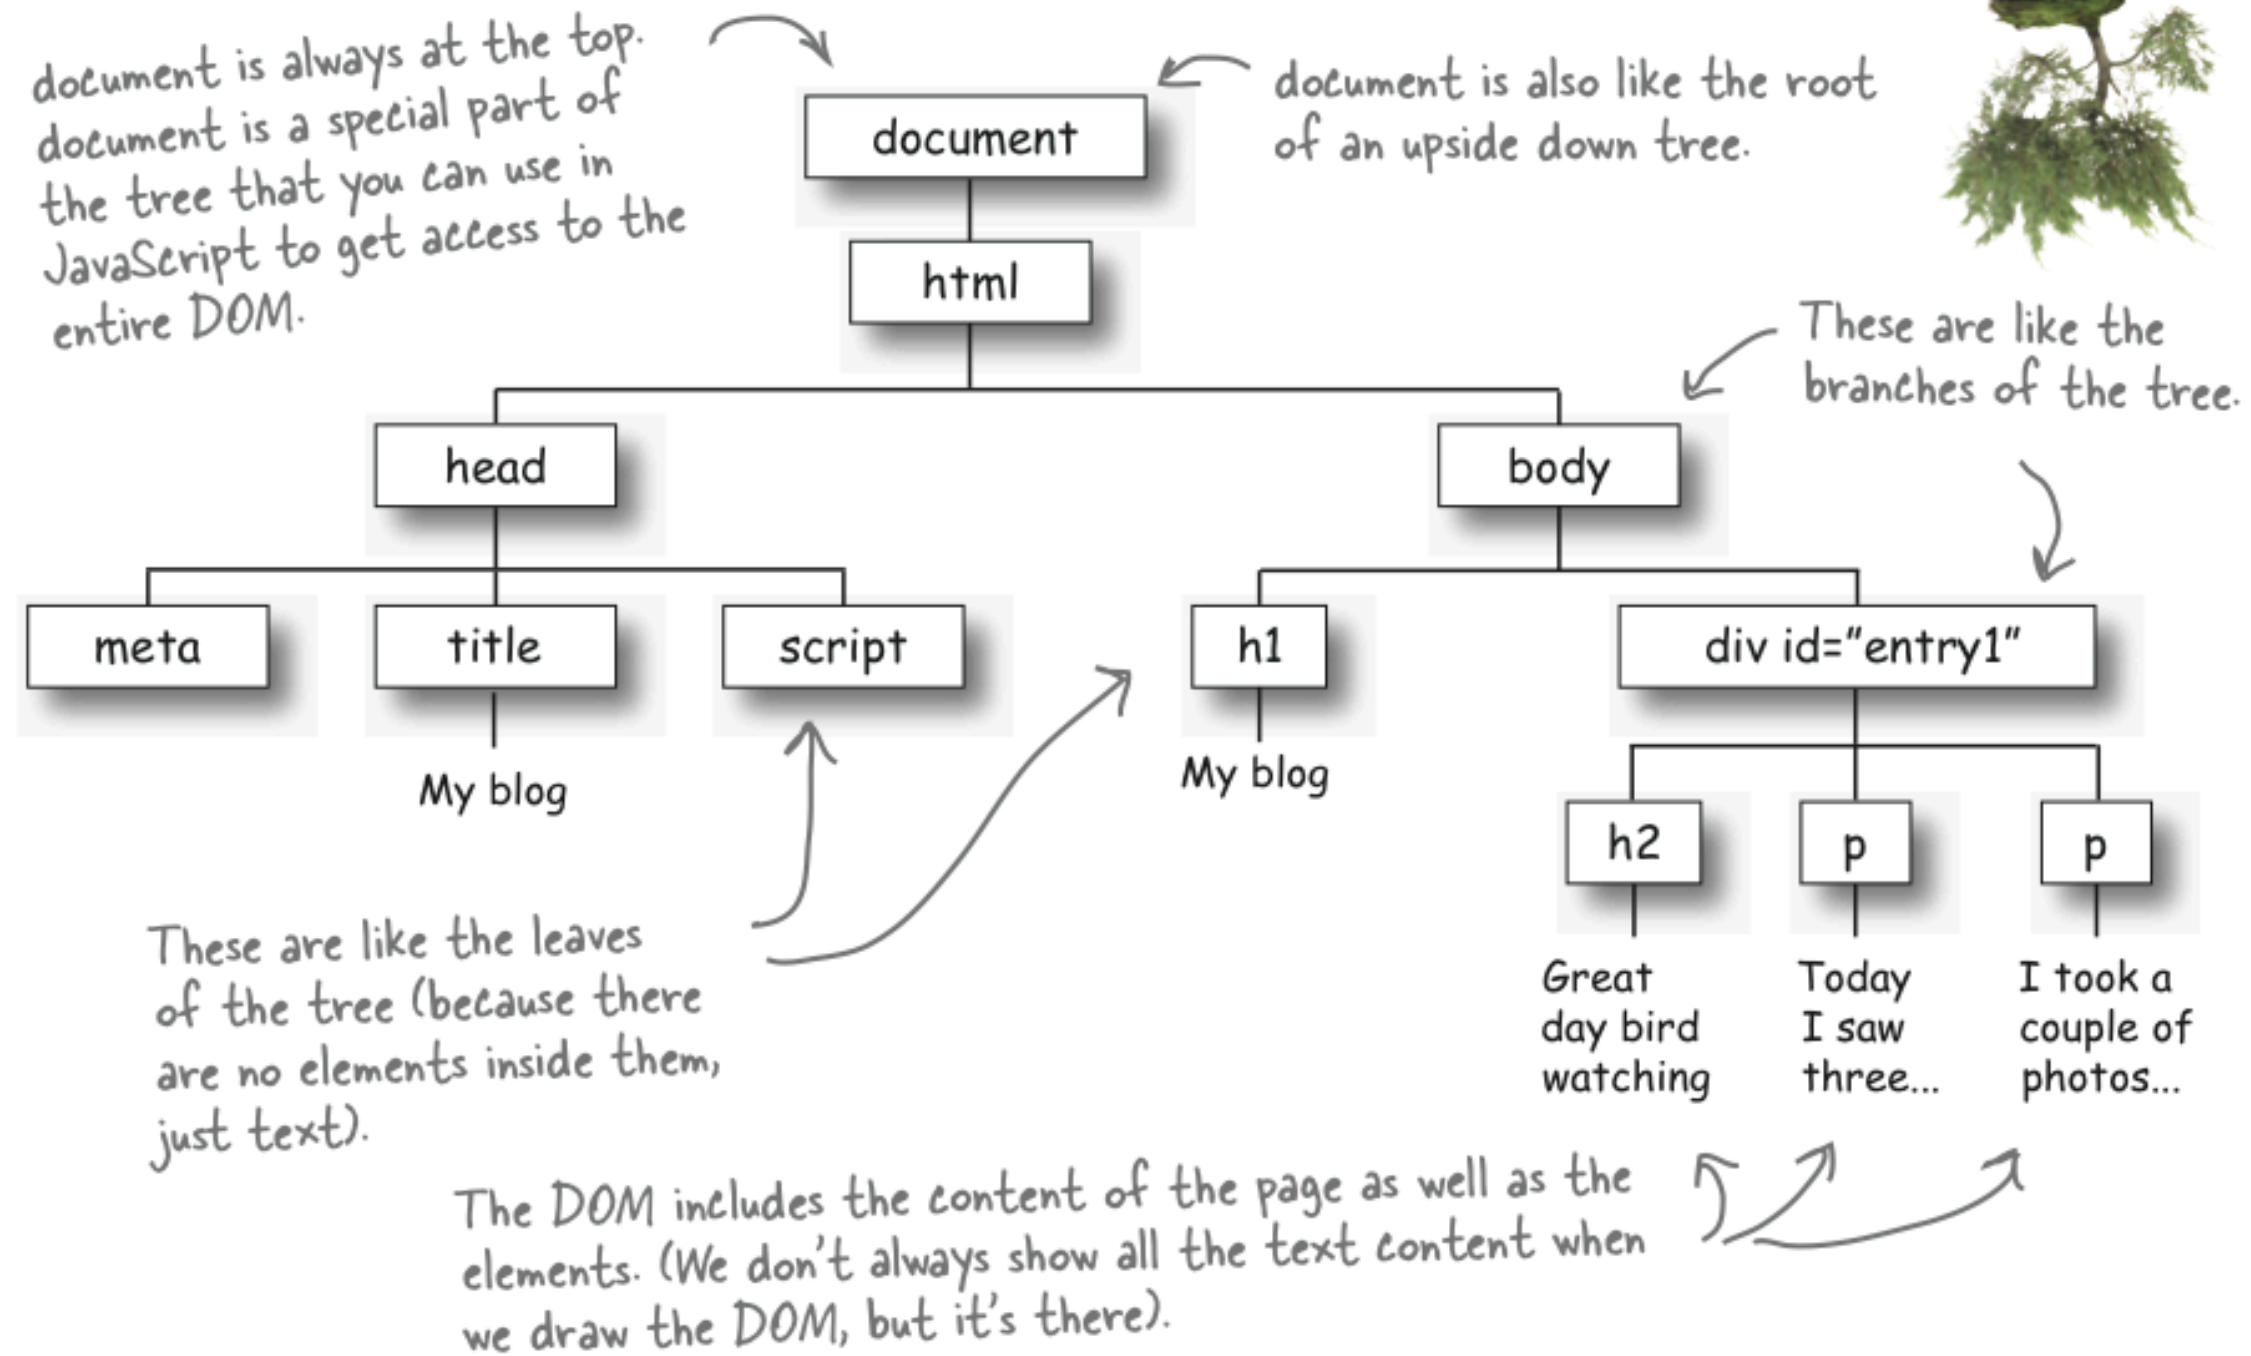 document is always at the top.
document is a special part of
the tree that you can use in
JavaScript to get access to the
entire DOM.
document
document is also like the root
of an upside down tree.
html
These are like the
branches of the tree.
head
body
meta
title
script
h1
div id="entry1"
My blog
My blog
h2
p
p
These are like the leaves
of the tree (because there
are no elements inside them,
just text).
Great
day bird
watching
Today
I saw
three...
I took a
couple of
photos...
The DOM includes the content of the page as well as the
elements. (We don't always show all the text content when
we draw the DOM, but it's there).